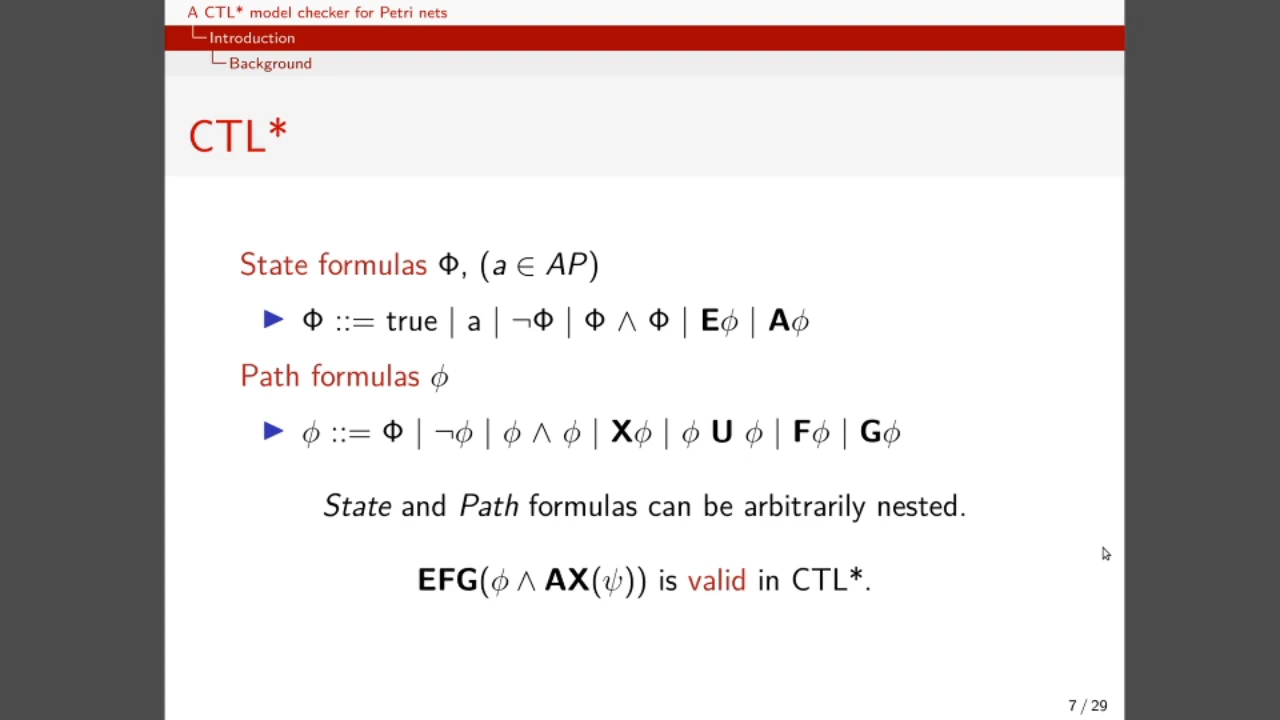 A CTL* model checker for Petri nets
Introduction
Background
CTL*
State formulas Φ, (a ∈ AP)
▶ Φ ::= true | a | ¬Φ | Φ ∧ Φ | Eϕ | Aϕ
Path formulas ϕ
▶ ϕ ::= Φ | ¬ϕ | ϕ ∧ ϕ | Xϕ | ϕ U ϕ | Fϕ | Gϕ
State and Path formulas can be arbitrarily nested.
EFG(ϕ ∧ AX(ψ)) is valid in CTL*.
7 / 29